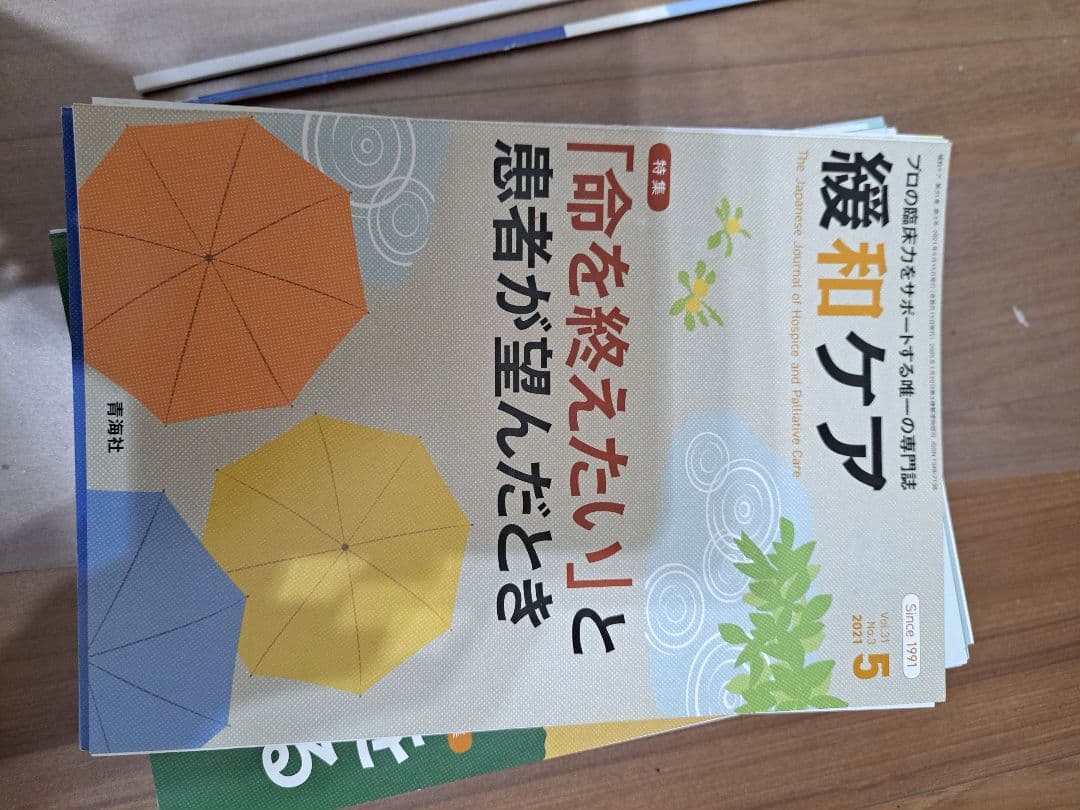 プロの臨床力をサポートする唯一の専門誌
緩和ケア
The Japanese Journal of Hospice and Palliative Care
Since 1991
Vol.31
No.3
2021
5
特集
「命を終えたい」と
患者が望んだとき
青海社